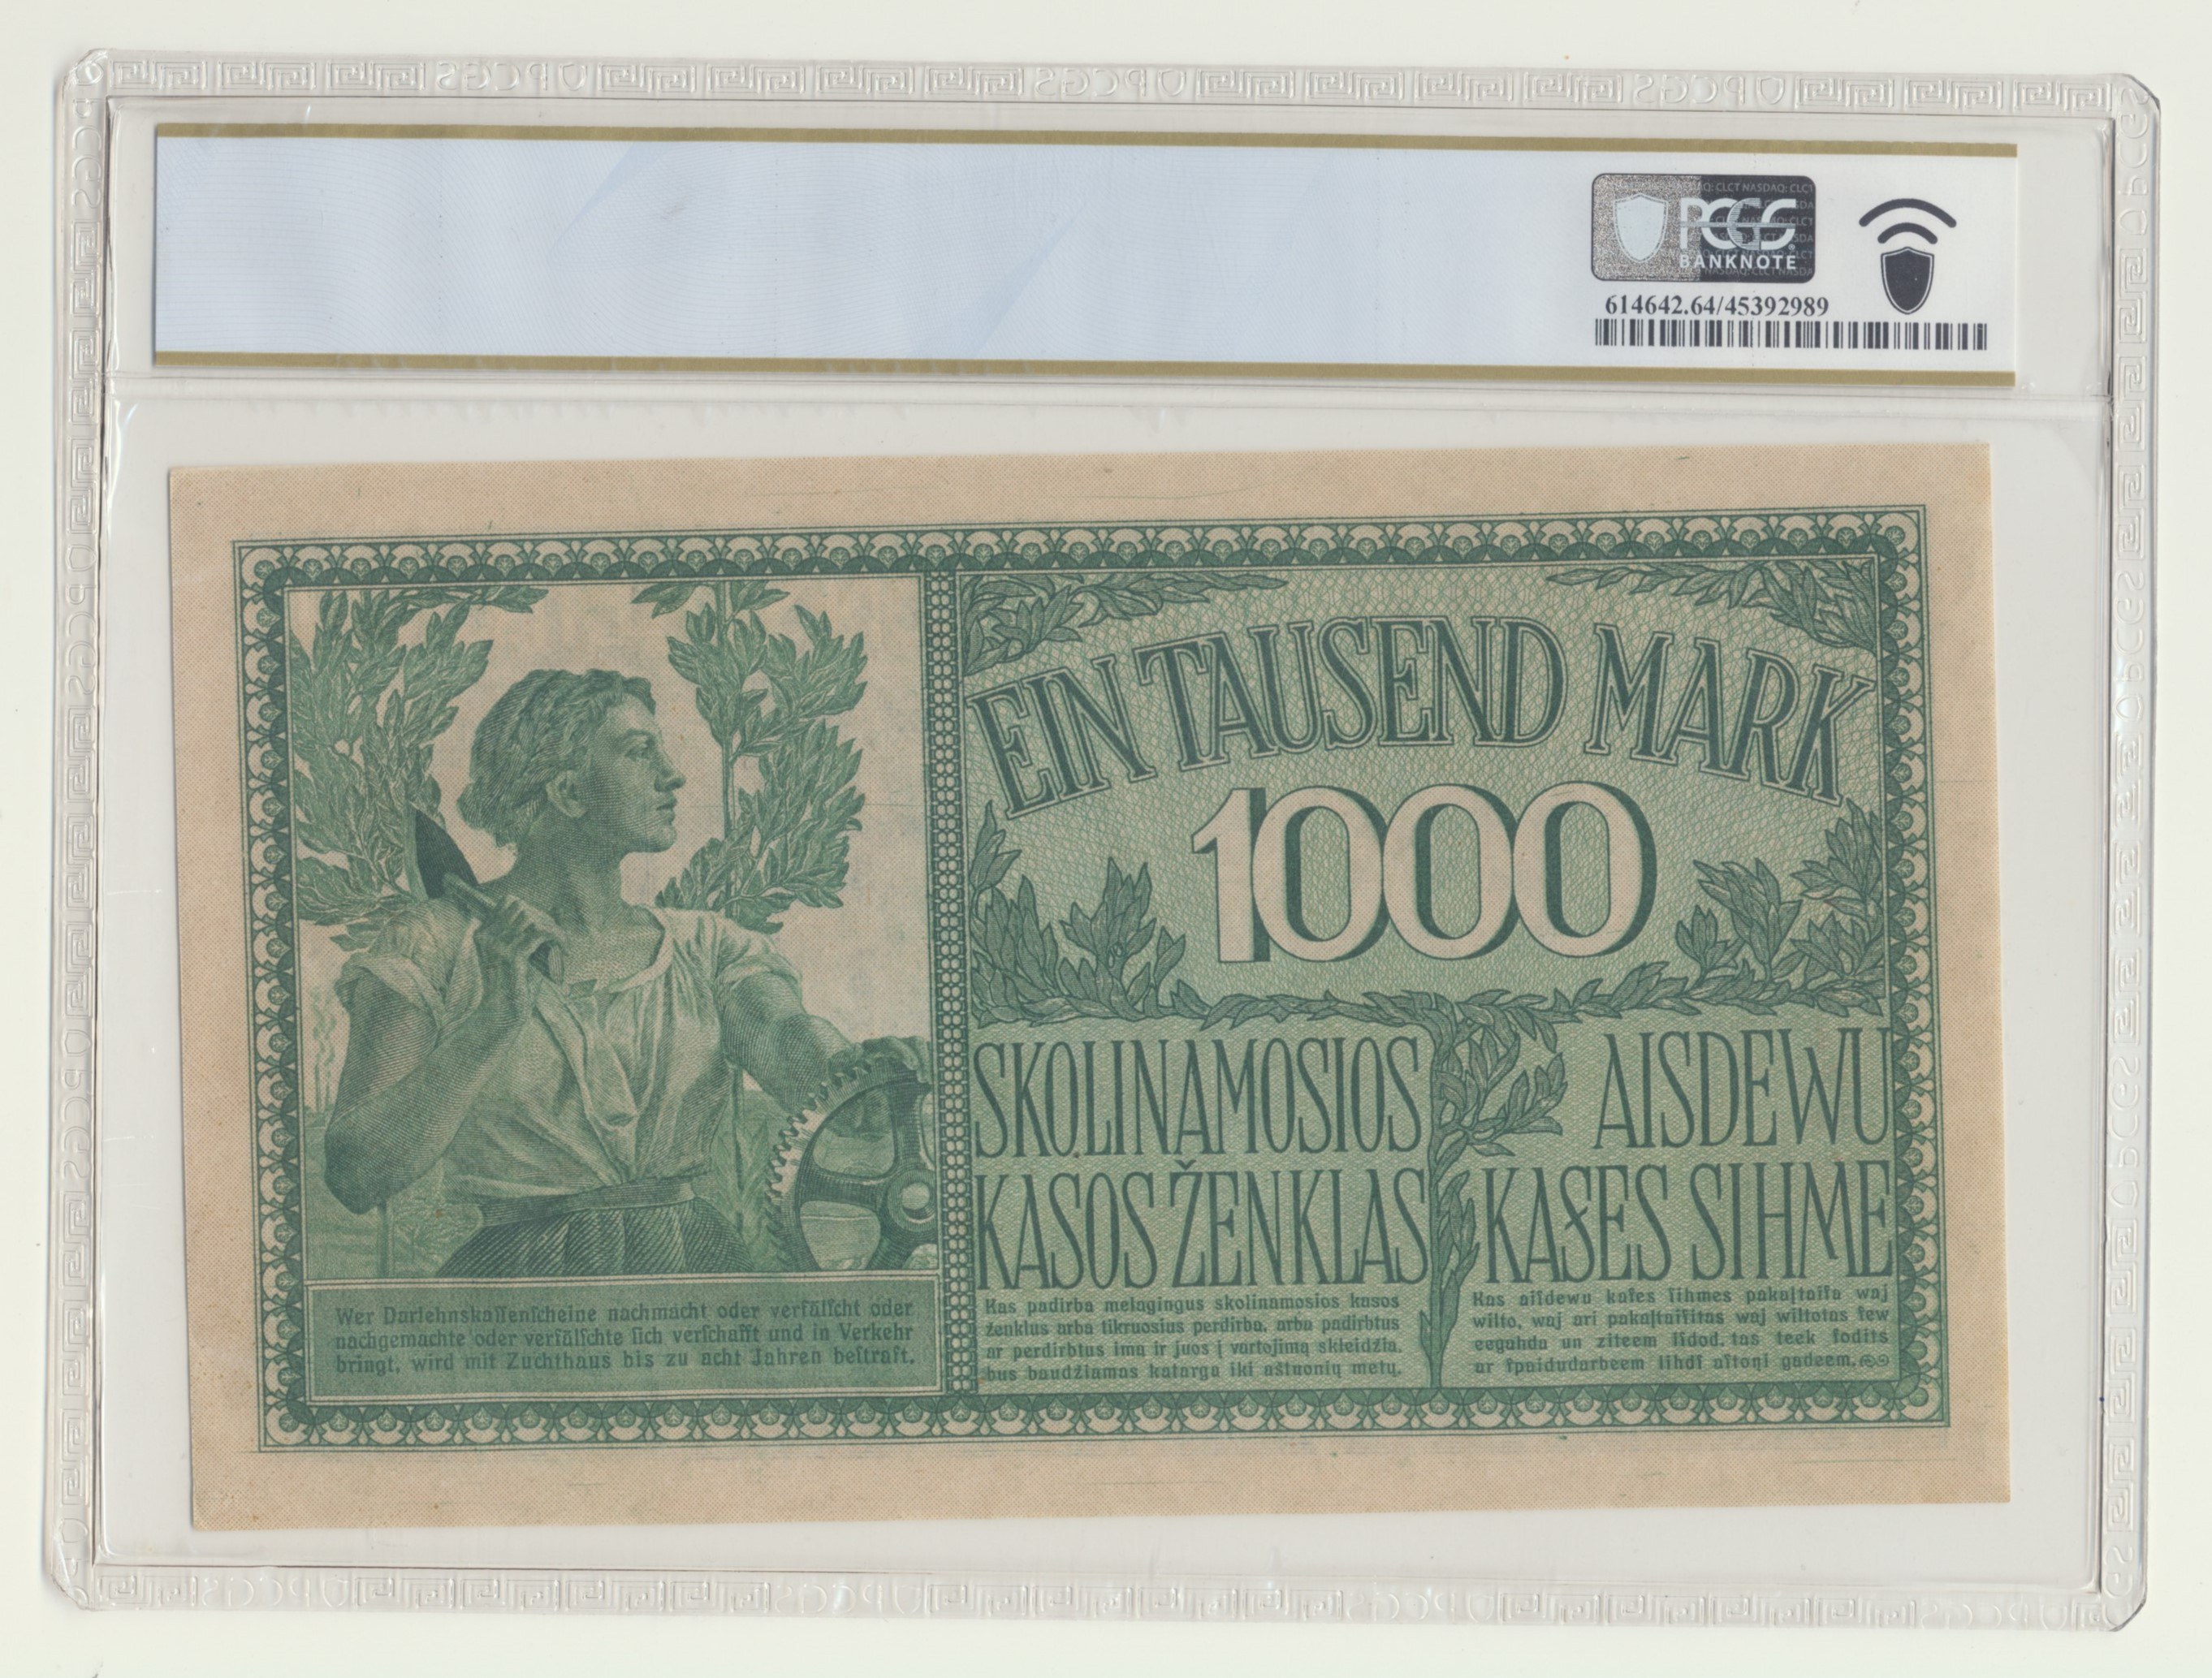 PCGS
BANKNOTE
614642.64/45392989
EIN TAUSEND MARK
1000
SKOLINAMOSIOS
KASOS ŽENKLAS
AISDEWU
KASES SIHME
Wer Darlehnskaſſenſcheine nachmacht oder verfälſcht oder
nachgemachte oder verfälſchte ſich verſchafft und in Verkehr
bringt, wird mit Zuchthaus bis zu acht Jahren beſtraft.
Kas padirba melagingus skolinamosios kasos
ženklus arba tikruosius perdirba, arba padirbtus
ar perdirbtus ima ir juos į vartojimą skleidžia,
bus baudžiamas katorga iki aštuonių metų.
Kas aiſdewu kaſes ſihmes pakaļtaiſa waj
wilto, waj ari pakaļtaiſitas waj wiltotas ſew
eegahda un ziteem liſdod, tas teek ſodits
ar ſpaidudarbeem lihdſ aſtoņi gadeem.